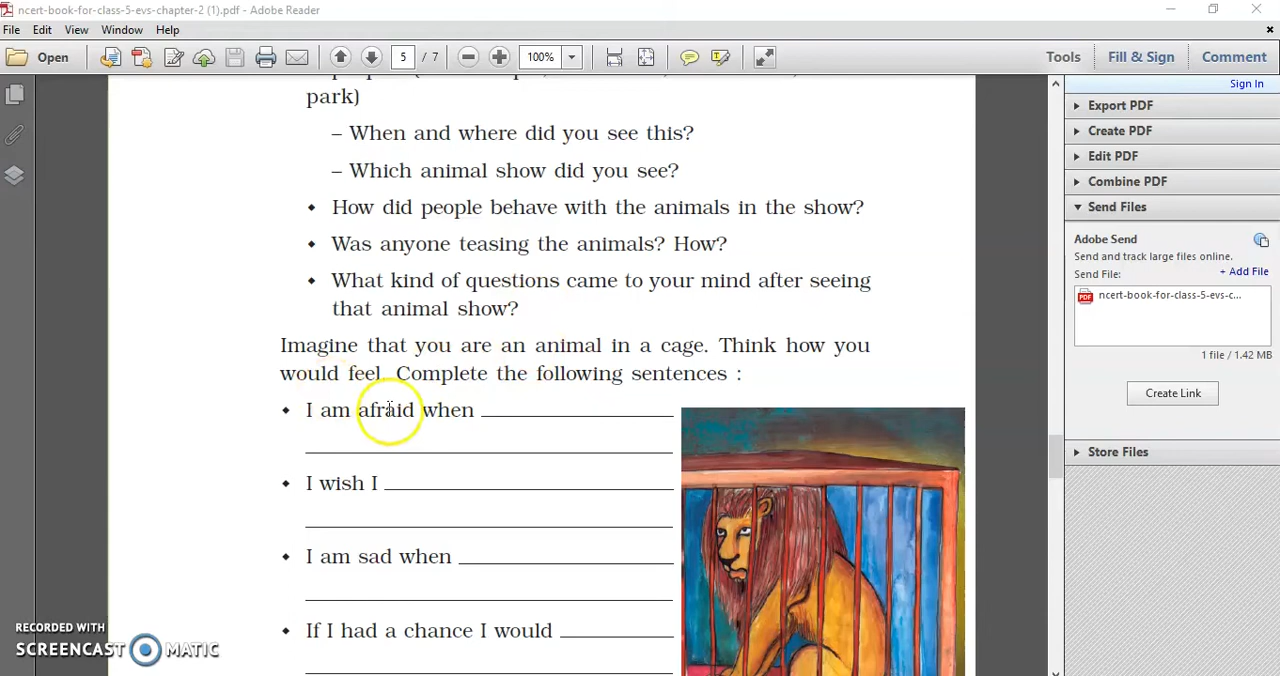 ncert-book-for-class-5-evs-chapter-2 (1).pdf - Adobe Reader
File Edit View Window Help
Open 5 / 7 100% Tools Fill & Sign Comment
Sign In
park)
– When and where did you see this?
– Which animal show did you see?
• How did people behave with the animals in the show?
• Was anyone teasing the animals? How?
• What kind of questions came to your mind after seeing
that animal show?
Imagine that you are an animal in a cage. Think how you
would feel. Complete the following sentences :
• I am afraid when
• I wish I
• I am sad when
• If I had a chance I would
Export PDF
Create PDF
Edit PDF
Combine PDF
Send Files
Adobe Send
Send and track large files online.
Send File:
+ Add File
ncert-book-for-class-5-evs-c...
1 file / 1.42 MB
Create Link
Store Files
RECORDED WITH
SCREENCAST MATIC